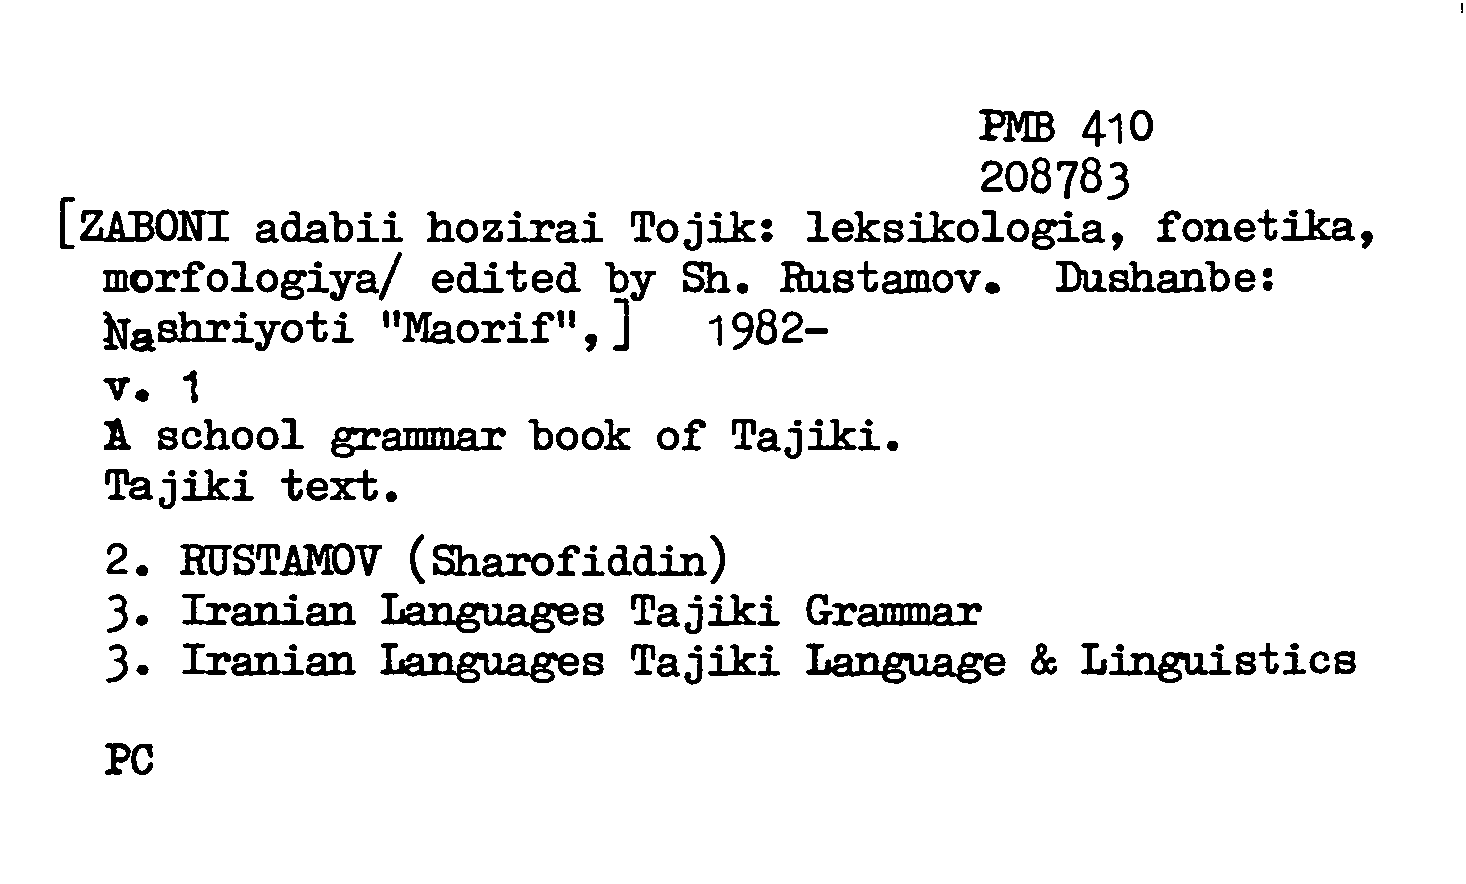 PMB 410
208783
[ZABONI adabii hozirai Tojik: leksikologia, fonetika,
morfologiya/ edited by Sh. Rustamov. Dushanbe:
Nashriyoti "Maorif",] 1982-
v. 1
A school grammar book of Tajiki.
Tajiki text.
2. RUSTAMOV (Sharofiddin)
3. Iranian Languages Tajiki Grammar
3. Iranian Languages Tajiki Language & Linguistics
PC